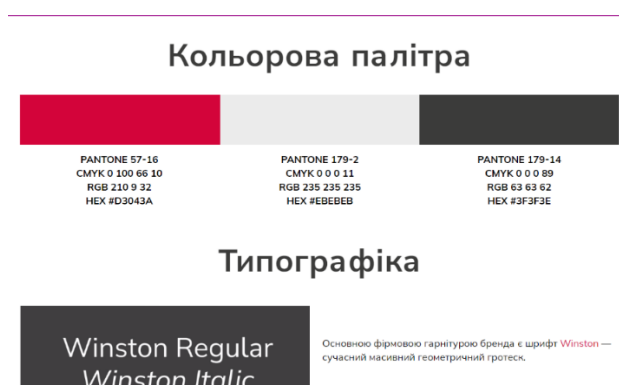 Кольорова палітра
PANTONE 57-16
CMYK 0 100 66 10
RGB 210 9 32
HEX #D3043A
PANTONE 179-2
CMYK 0 0 0 11
RGB 235 235 235
HEX #EBEBEB
PANTONE 179-14
CMYK 0 0 0 89
RGB 63 63 62
HEX #3F3F3E
Типографіка
Winston Regular
Winston Italic
Основною фірмовою гарнітурою бренда є шрифт Winston —
сучасний масивний геометричний гротеск.